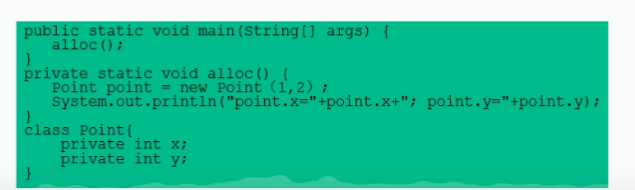 public static void main(String[] args) {
alloc();
}
private static void alloc() {
Point point = new Point (1,2) ;
System.out.println("point.x="+point.x+"; point.y="+point.y);
}
class Point{
private int x;
private int y;
}